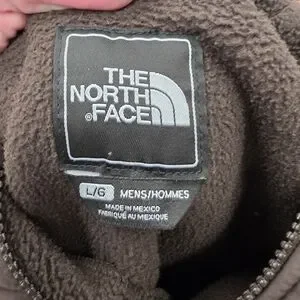 THE
NORTH
®FACE
L/G MENS/HOMMES
MADE IN MEXICO
FABRIQUÉ AU MEXIQUE